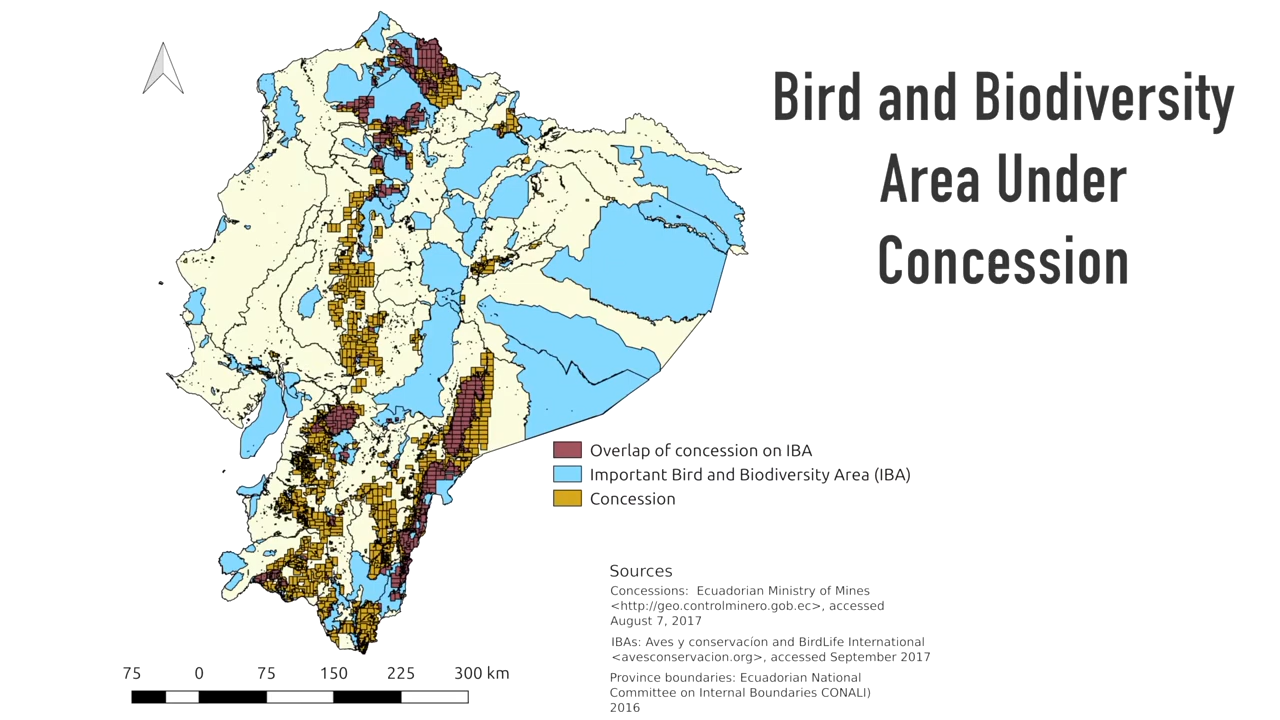 Bird and Biodiversity
Area Under
Concession
Overlap of concession on IBA
Important Bird and Biodiversity Area (IBA)
Concession
Sources
Concessions: Ecuadorian Ministry of Mines
<http://geo.controlminero.gob.ec>, accessed
August 7, 2017
IBAs: Aves y conservacíon and BirdLife International
<avesconservacion.org>, accessed September 2017
Province boundaries: Ecuadorian National
Committee on Internal Boundaries CONALI)
2016
75 0 75 150 225 300 km